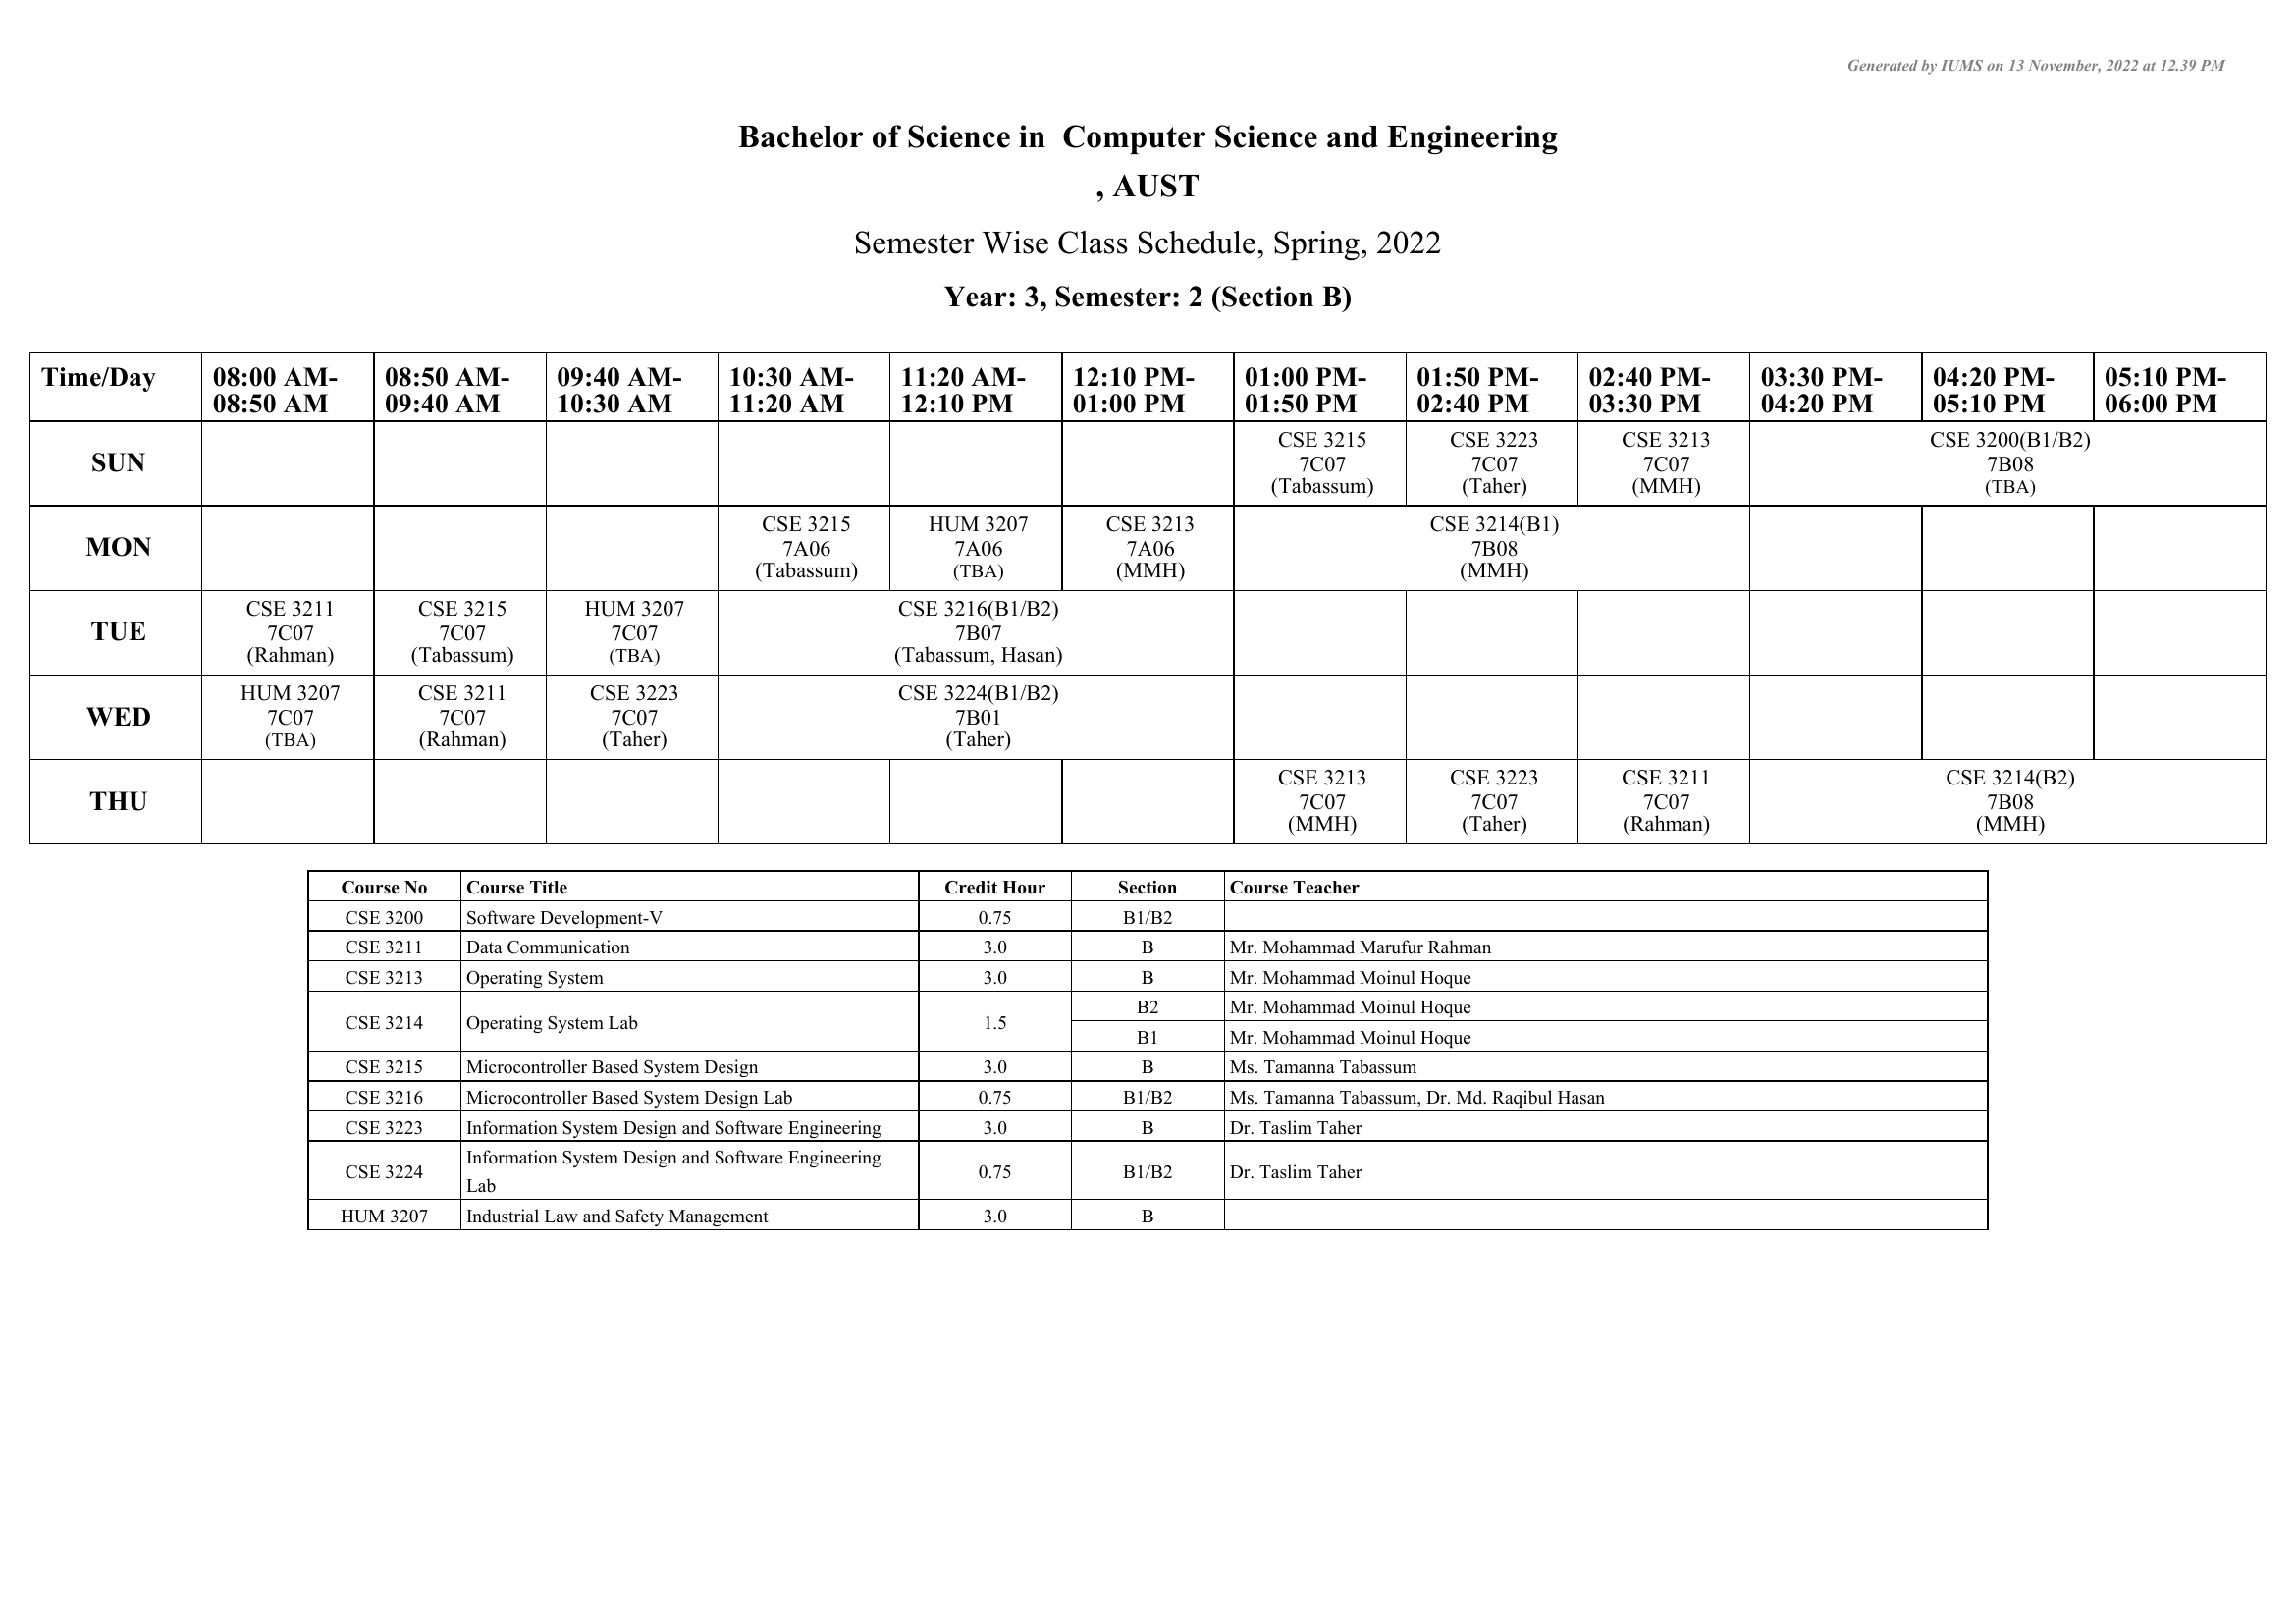 Generated by IUMS on 13 November, 2022 at 12.39 PM
Bachelor of Science in  Computer Science and Engineering
, AUST
Semester Wise Class Schedule, Spring, 2022
Year: 3, Semester: 2 (Section B)
Time/Day 08:00 AM- 08:50 AM- 09:40 AM- 10:30 AM- 11:20 AM- 12:10 PM- 01:00 PM- 01:50 PM- 02:40 PM- 03:30 PM- 04:20 PM- 05:10 PM-
08:50 AM 09:40 AM 10:30 AM 11:20 AM 12:10 PM 01:00 PM 01:50 PM 02:40 PM 03:30 PM 04:20 PM 05:10 PM 06:00 PM
CSE 3215 CSE 3223 CSE 3213 CSE 3200(B1/B2)
SUN 7C07 7C07 7C07 7B08
(Tabassum) (Taher) (MMH) (TBA)
CSE 3215 HUM 3207 CSE 3213 CSE 3214(B1)
MON 7A06 7A06 7A06 7B08
(Tabassum) (TBA) (MMH) (MMH)
CSE 3211 CSE 3215 HUM 3207 CSE 3216(B1/B2)
TUE 7C07 7C07 7C07 7B07
(Rahman) (Tabassum) (TBA) (Tabassum, Hasan)
HUM 3207 CSE 3211 CSE 3223 CSE 3224(B1/B2)
WED 7C07 7C07 7C07 7B01
(TBA) (Rahman) (Taher) (Taher)
CSE 3213 CSE 3223 CSE 3211 CSE 3214(B2)
THU 7C07 7C07 7C07 7B08
(MMH) (Taher) (Rahman) (MMH)
Course No Course Title Credit Hour Section Course Teacher
CSE 3200 Software Development-V 0.75 B1/B2
CSE 3211 Data Communication 3.0 B Mr. Mohammad Marufur Rahman
CSE 3213 Operating System 3.0 B Mr. Mohammad Moinul Hoque
B2 Mr. Mohammad Moinul Hoque
CSE 3214 Operating System Lab 1.5
B1 Mr. Mohammad Moinul Hoque
CSE 3215 Microcontroller Based System Design 3.0 B Ms. Tamanna Tabassum
CSE 3216 Microcontroller Based System Design Lab 0.75 B1/B2 Ms. Tamanna Tabassum, Dr. Md. Raqibul Hasan
CSE 3223 Information System Design and Software Engineering 3.0 B Dr. Taslim Taher
Information System Design and Software Engineering
CSE 3224 0.75 B1/B2 Dr. Taslim Taher
Lab
HUM 3207 Industrial Law and Safety Management 3.0 B